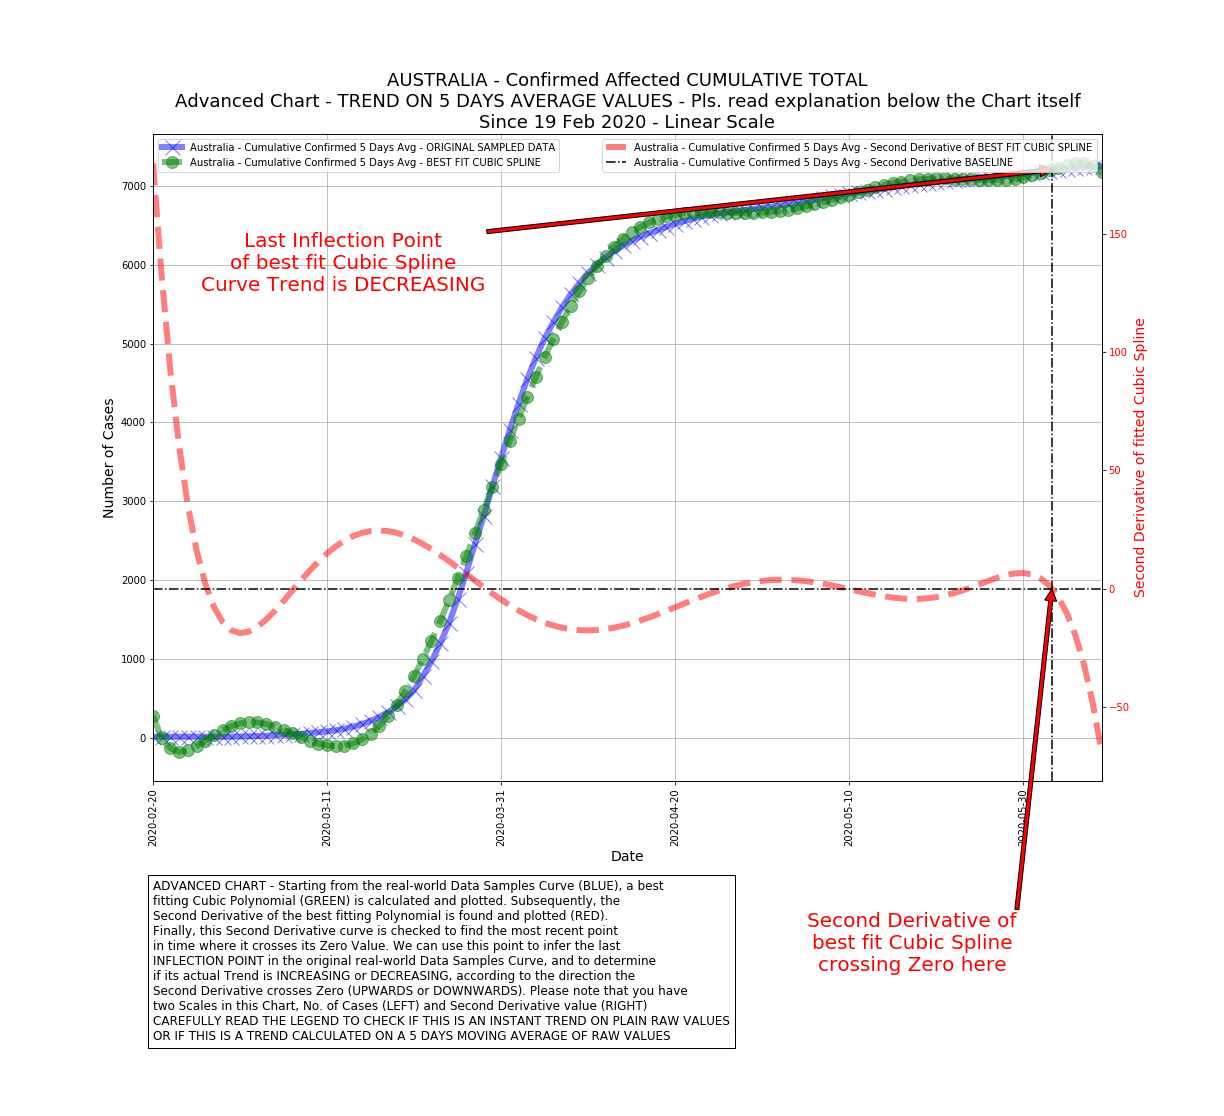 AUSTRALIA - Confirmed Affected CUMULATIVE TOTAL
Advanced Chart - TREND ON 5 DAYS AVERAGE VALUES - Pls. read explanation below the Chart itself
Since 19 Feb 2020 - Linear Scale
Australia - Cumulative Confirmed 5 Days Avg - ORIGINAL SAMPLED DATA
Australia - Cumulative Confirmed 5 Days Avg - BEST FIT CUBIC SPLINE
Australia - Cumulative Confirmed 5 Days Avg - Second Derivative of BEST FIT CUBIC SPLINE
Australia - Cumulative Confirmed 5 Days Avg - Second Derivative BASELINE
Last Inflection Point
of best fit Cubic Spline
Curve Trend is DECREASING
Number of Cases
7000
6000
5000
4000
3000
2000
1000
0
150
100
50
0
−50
Second Derivative of fitted Cubic Spline
2020-02-20
2020-03-11
2020-03-31
2020-04-20
2020-05-10
2020-05-30
Date
ADVANCED CHART - Starting from the real-world Data Samples Curve (BLUE), a best
fitting Cubic Polynomial (GREEN) is calculated and plotted. Subsequently, the
Second Derivative of the best fitting Polynomial is found and plotted (RED).
Finally, this Second Derivative curve is checked to find the most recent point
in time where it crosses its Zero Value. We can use this point to infer the last
INFLECTION POINT in the original real-world Data Samples Curve, and to determine
if its actual Trend is INCREASING or DECREASING, according to the direction the
Second Derivative crosses Zero (UPWARDS or DOWNWARDS). Please note that you have
two Scales in this Chart, No. of Cases (LEFT) and Second Derivative value (RIGHT)
CAREFULLY READ THE LEGEND TO CHECK IF THIS IS AN INSTANT TREND ON PLAIN RAW VALUES
OR IF THIS IS A TREND CALCULATED ON A 5 DAYS MOVING AVERAGE OF RAW VALUES
Second Derivative of
best fit Cubic Spline
crossing Zero here